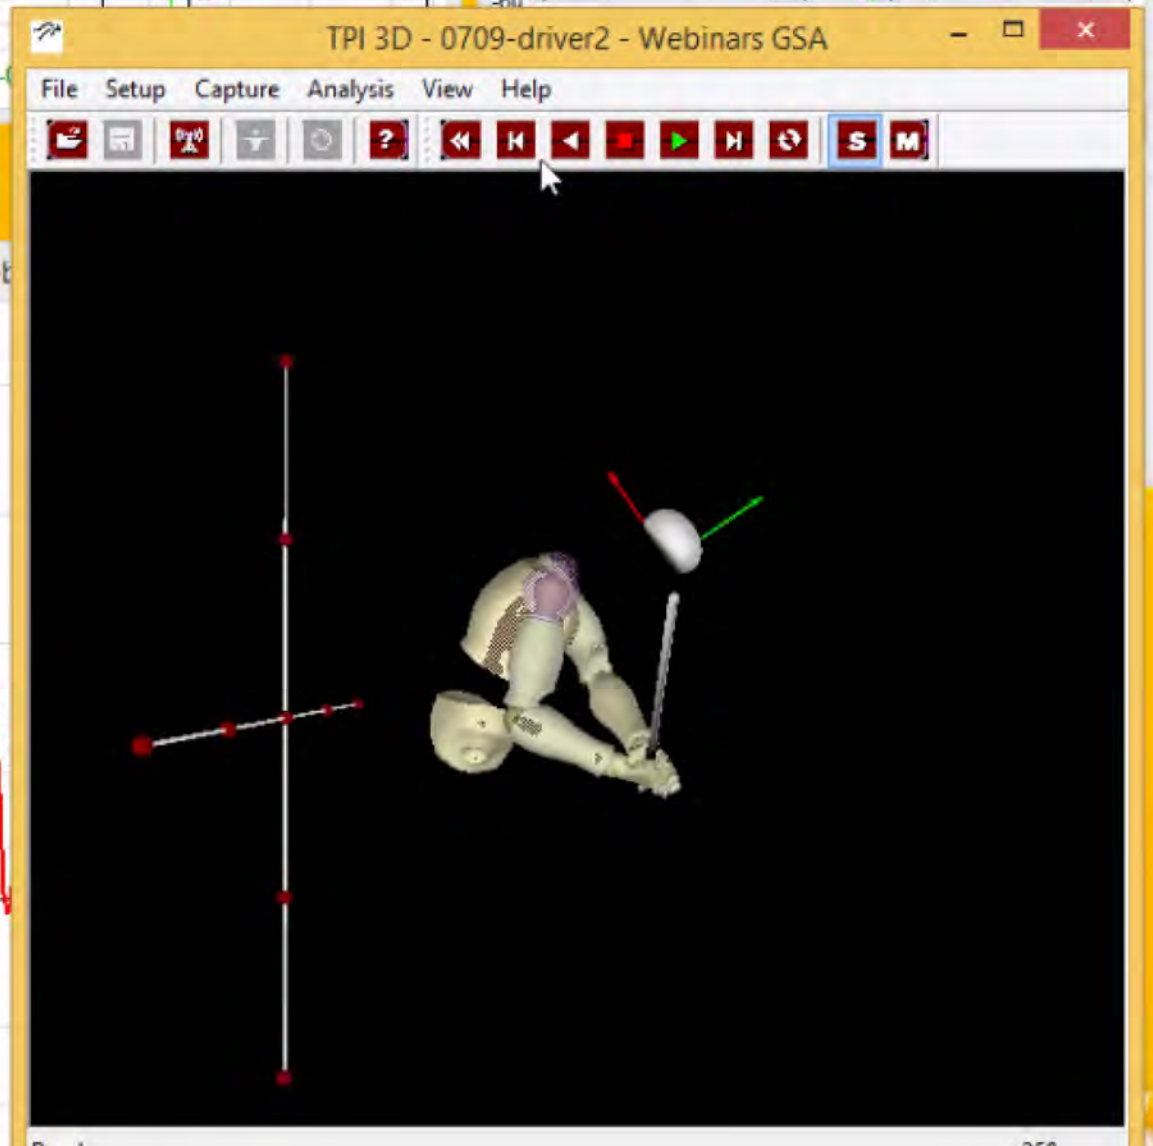 TPI 3D - 0709-driver2 - Webinars GSA
File Setup Capture Analysis View Help
? S M